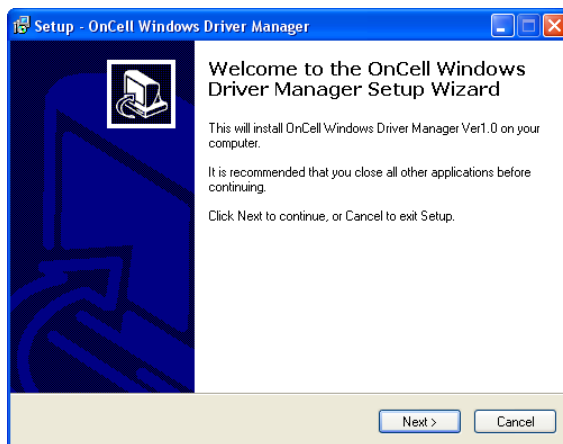 Setup - OnCell Windows Driver Manager
Welcome to the OnCell Windows
Driver Manager Setup Wizard
This will install OnCell Windows Driver Manager Ver1.0 on your
computer.
It is recommended that you close all other applications before
continuing.
Click Next to continue, or Cancel to exit Setup.
Next >
Cancel